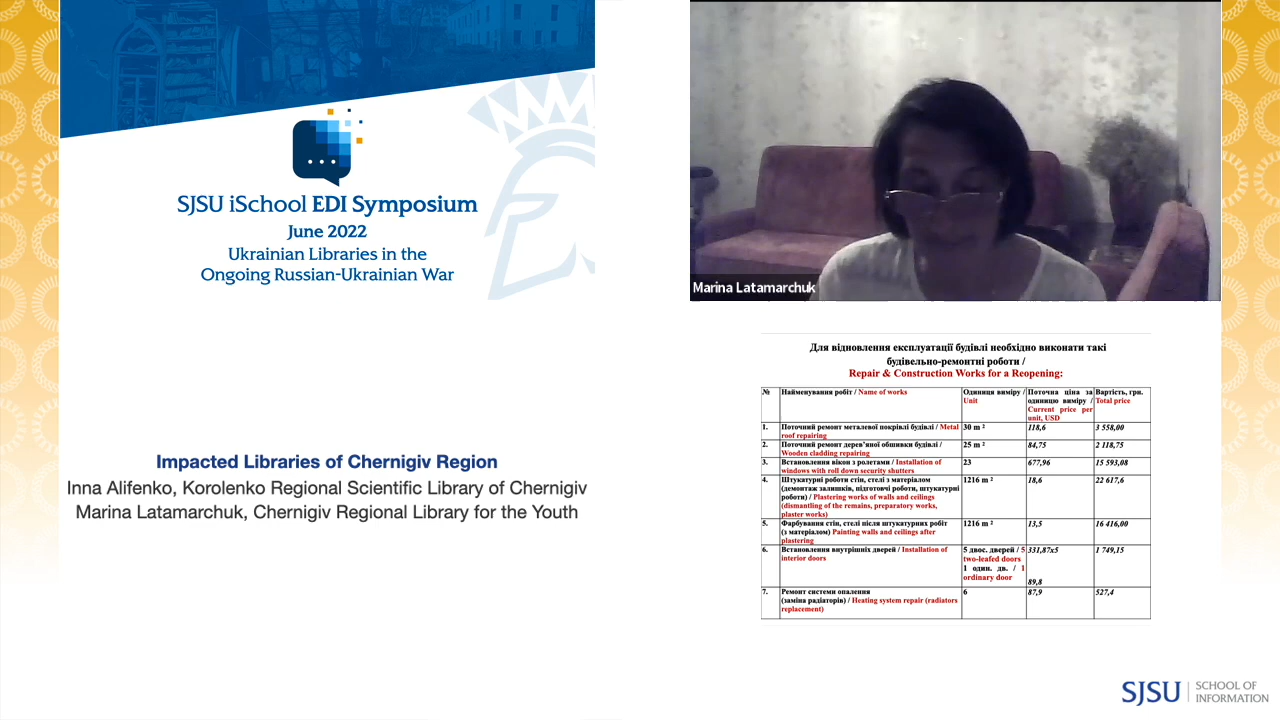 SJSU iSchool EDI Symposium
June 2022
Ukrainian Libraries in the
Ongoing Russian-Ukrainian War
Impacted Libraries of Chernigiv Region
Inna Alifenko, Korolenko Regional Scientific Library of Chernigiv
Marina Latamarchuk, Chernigiv Regional Library for the Youth
Marina Latamarchuk
Для відновлення експлуатації будівлі необхідно виконати такі
будівельно-ремонтні роботи /
Repair & Construction Works for a Reopening:
№ Найменування робіт / Name of works Одиниця виміру / Unit Поточна ціна за одиницю виміру / Current price per unit, USD Вартість, грн. Total price
1. Поточний ремонт металевої покрівлі будівлі / Metal roof repairing 30 m ² 118,6 3 558,00
2. Поточний ремонт дерев’яної обшивки будівлі / Wooden cladding repairing 25 m ² 84,75 2 118,75
3. Встановлення вікон з ролетами / Installation of windows with roll down security shutters 23 677,96 15 593,08
4. Штукатурні роботи стін, стелі з матеріалом (демонтаж залишків, підготовчі роботи, штукатурні роботи) / Plastering works of walls and ceilings (dismantling of the remains, preparatory works, plaster works) 1216 m ² 18,6 22 617,6
5. Фарбування стін, стелі після штукатурних робіт (з матеріалом) Painting walls and ceilings after plastering 1216 m ² 13,5 16 416,00
6. Встановлення внутрішніх дверей / Installation of interior doors 5 двос. дверей / 5 two-leafed doors 1 один. дв. / 1 ordinary door 331,87x5 89,8 1 749,15
7. Ремонт системи опалення (заміна радіаторів) / Heating system repair (radiators replacement) 6 87,9 527,4
SJSU SCHOOL OF
INFORMATION